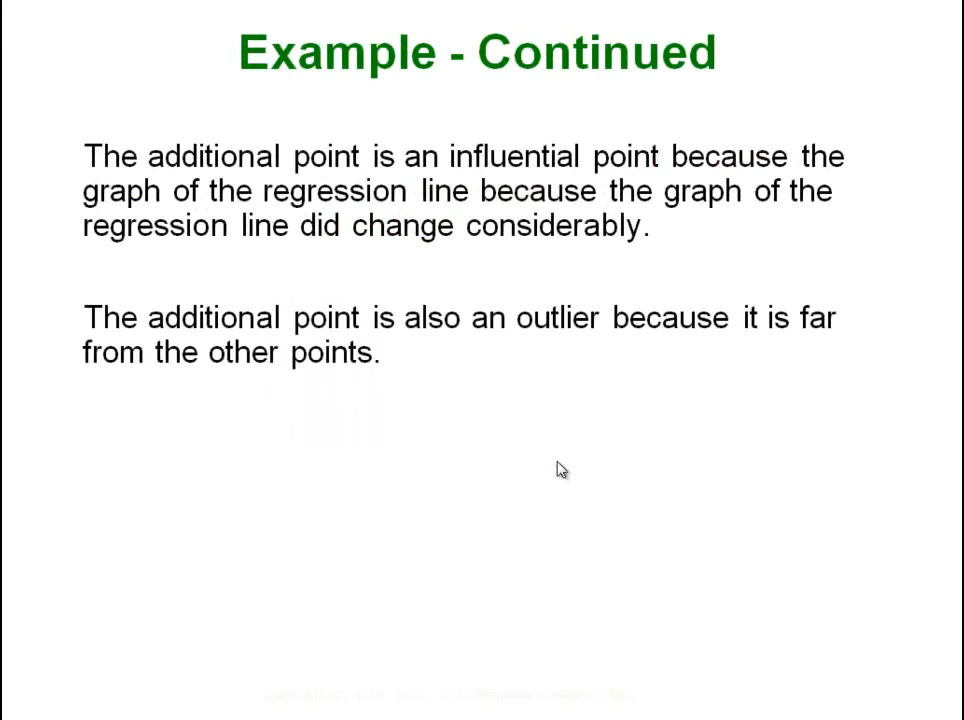 Example - Continued
The additional point is an influential point because the
graph of the regression line because the graph of the
regression line did change considerably.
The additional point is also an outlier because it is far
from the other points.